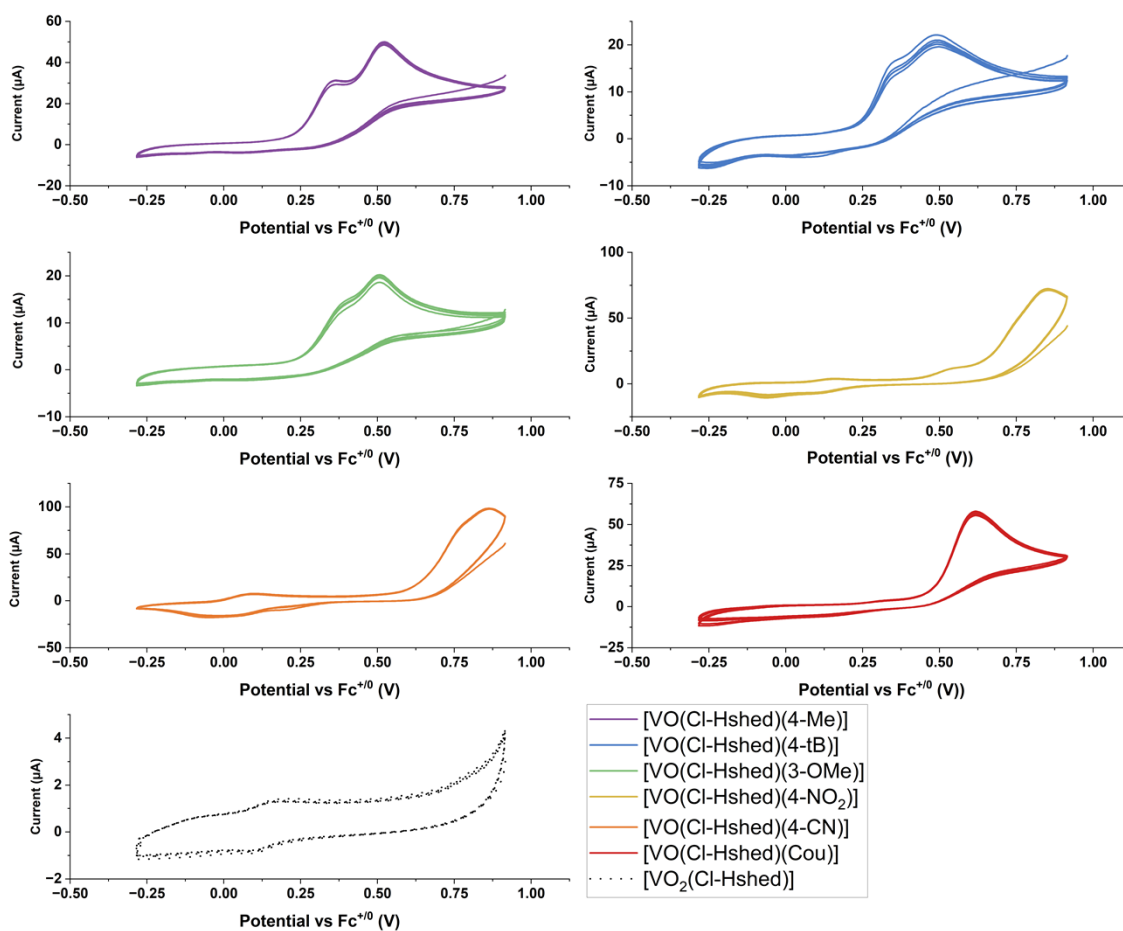 60
40
20
0
−20
Current (µA)
−0.50 −0.25 0.00 0.25 0.50 0.75 1.00
Potential vs Fc⁺ᐟ⁰ (V)
20
10
0
−10
Current (µA)
−0.50 −0.25 0.00 0.25 0.50 0.75 1.00
Potential vs Fc⁺ᐟ⁰ (V)
20
10
0
−10
Current (µA)
−0.50 −0.25 0.00 0.25 0.50 0.75 1.00
Potential vs Fc⁺ᐟ⁰ (V)
100
50
0
Current (µA)
−0.50 −0.25 0.00 0.25 0.50 0.75 1.00
Potential vs Fc⁺ᐟ⁰ (V))
100
50
0
−50
Current (µA)
−0.50 −0.25 0.00 0.25 0.50 0.75 1.00
Potential vs Fc⁺ᐟ⁰ (V)
75
50
25
0
−25
Current (µA)
−0.50 −0.25 0.00 0.25 0.50 0.75 1.00
Potential vs Fc⁺ᐟ⁰ (V))
4
2
0
−2
Current (µA)
−0.50 −0.25 0.00 0.25 0.50 0.75 1.00
Potential vs Fc⁺ᐟ⁰ (V)
[VO(Cl-Hshed)(4-Me)]
[VO(Cl-Hshed)(4-tB)]
[VO(Cl-Hshed)(3-OMe)]
[VO(Cl-Hshed)(4-NO₂)]
[VO(Cl-Hshed)(4-CN)]
[VO(Cl-Hshed)(Cou)]
[VO₂(Cl-Hshed)]